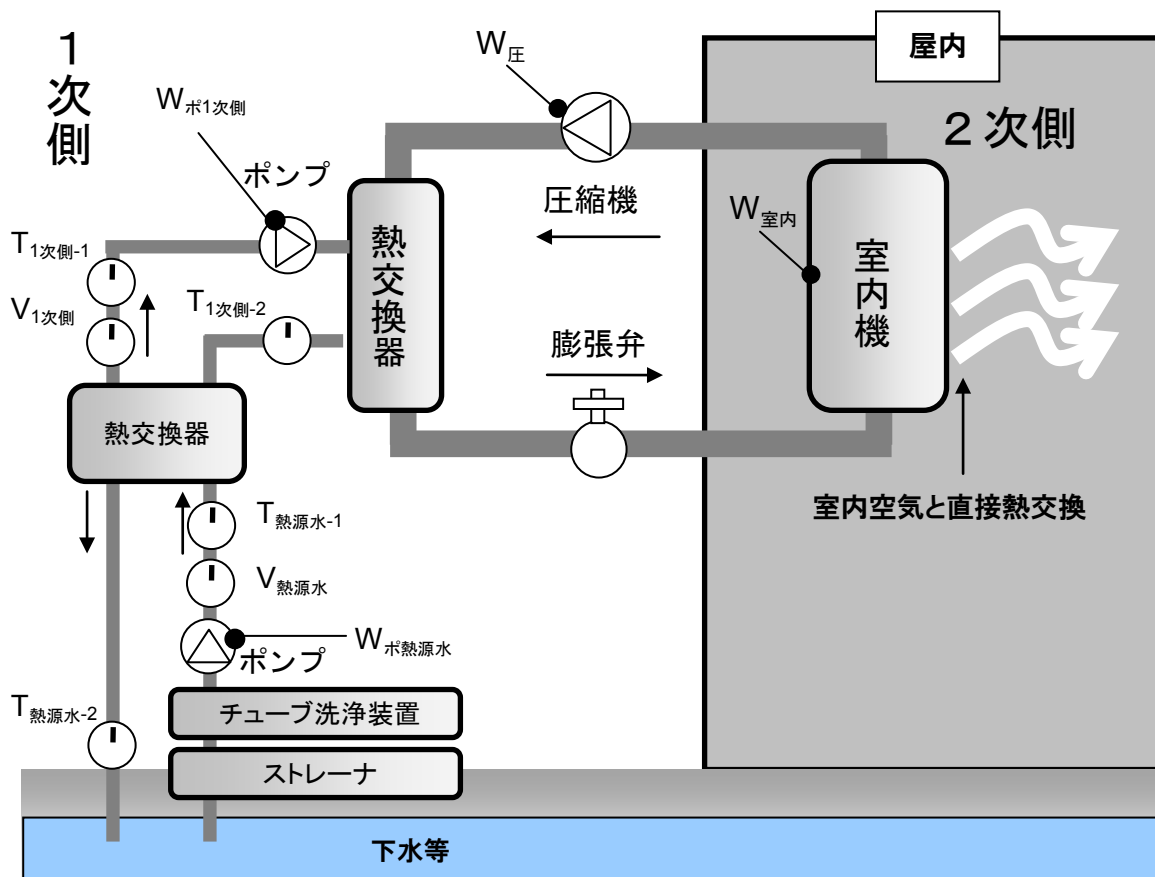 1次側
W圧
屋内
2次側
Wポ1次側
ポンプ
圧縮機
W室内
T1次側-1
V1次側
T1次側-2
熱交換器
室内機
膨張弁
熱交換器
室内空気と直接熱交換
T熱源水-1
V熱源水
Wポ熱源水
ポンプ
T熱源水-2
チューブ洗浄装置
ストレーナ
下水等